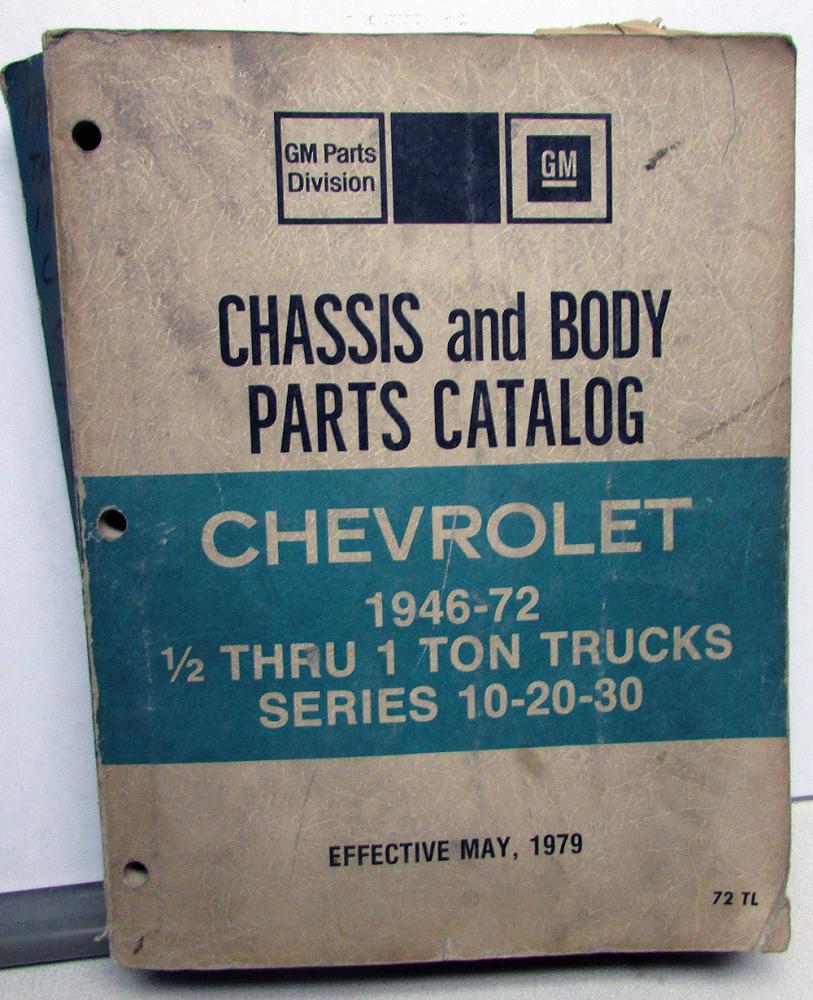 GM Parts
Division
GM
CHASSIS and BODY
PARTS CATALOG
CHEVROLET
1946-72
½ THRU 1 TON TRUCKS
SERIES 10-20-30
EFFECTIVE MAY, 1979
72 TL